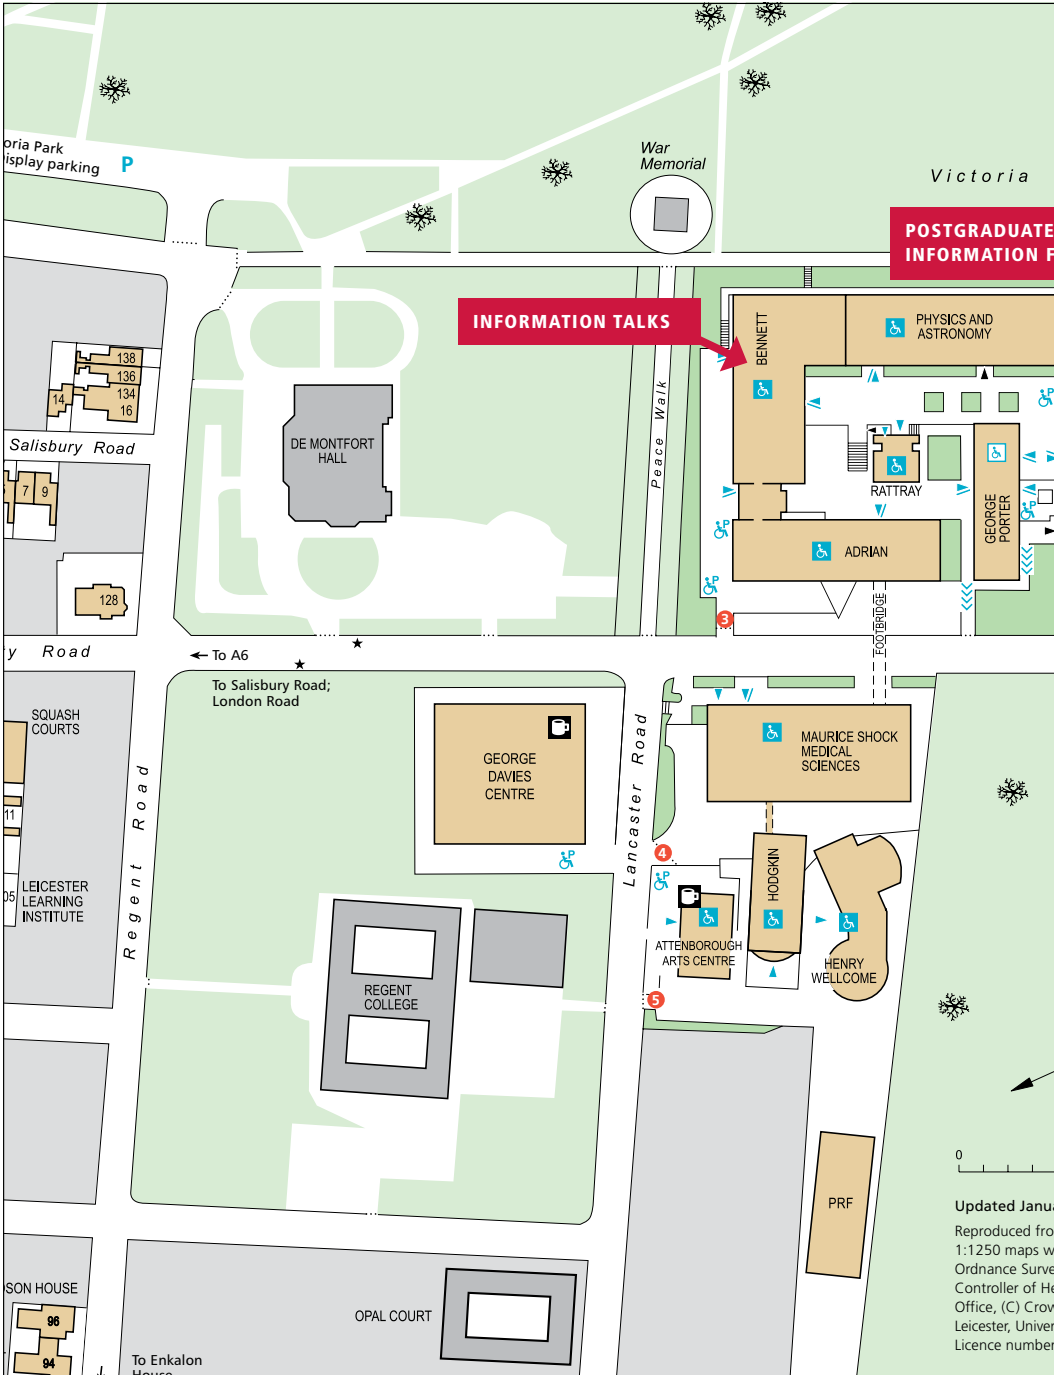 oria Park
isplay parking
P
War
Memorial
Victoria
POSTGRADUATE
INFORMATION F
INFORMATION TALKS
BENNETT
PHYSICS AND
ASTRONOMY
138
136
134
16
14
DE MONTFORT
HALL
Peace Walk
P
Salisbury Road
7
9
RATTRAY
GEORGE
PORTER
P
P
ADRIAN
P
128
FOOTBRIDGE
3
y Road
To A6
To Salisbury Road;
London Road
SQUASH
COURTS
GEORGE
DAVIES
CENTRE
Lancaster Road
MAURICE SHOCK
MEDICAL
SCIENCES
Regent Road
11
P
4
P
HODGKIN
05
LEICESTER
LEARNING
INSTITUTE
ATTENBOROUGH
ARTS CENTRE
HENRY
WELLCOME
REGENT
COLLEGE
5
0
PRF
Updated Janua
Reproduced fro
1:1250 maps w
Ordnance Surve
Controller of He
Office, (C) Crow
Leicester, Univer
Licence number
SON HOUSE
96
94
OPAL COURT
To Enkalon
House